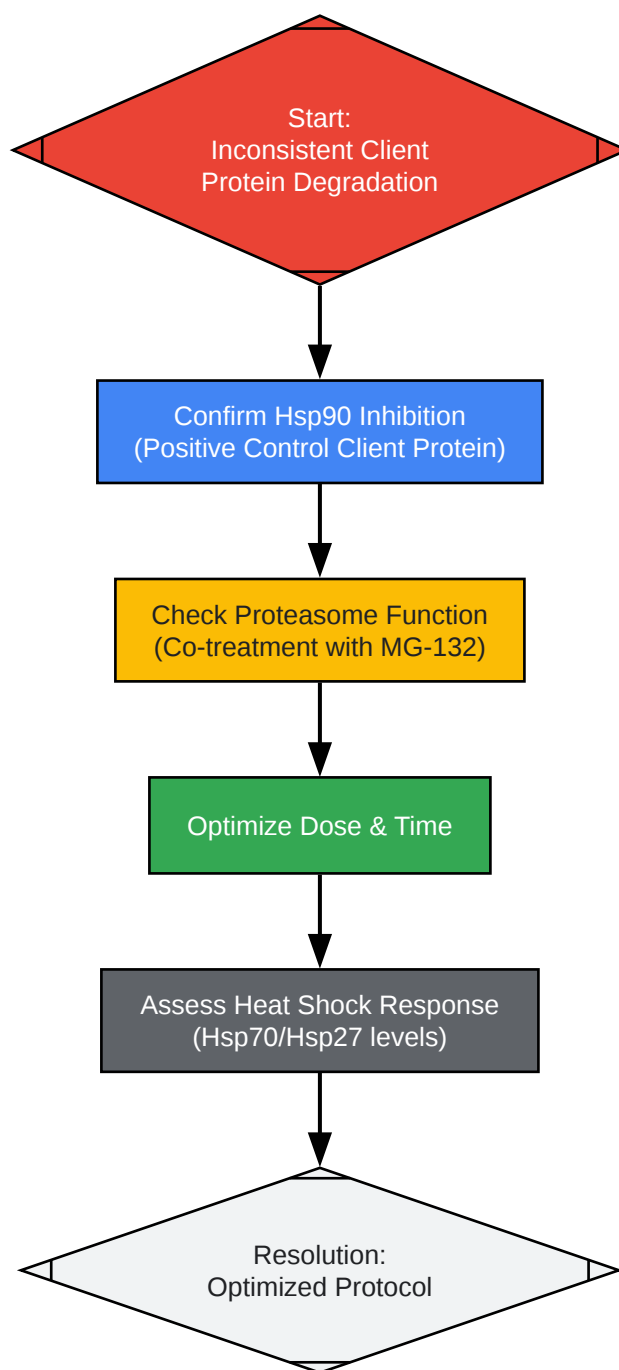 Start:
Inconsistent Client
Protein Degradation
Confirm Hsp90 Inhibition
(Positive Control Client Protein)
Check Proteasome Function
(Co-treatment with MG-132)
Optimize Dose & Time
Assess Heat Shock Response
(Hsp70/Hsp27 levels)
Resolution:
Optimized Protocol